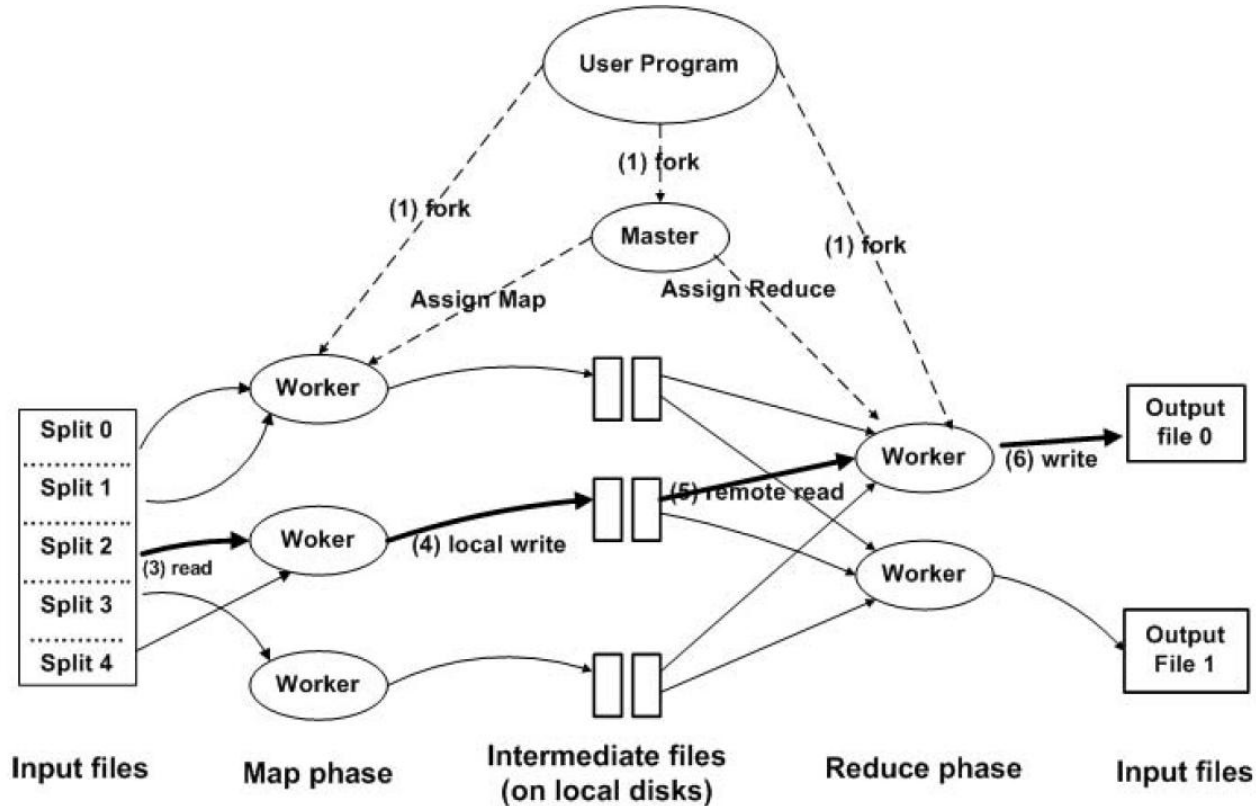 User Program
(1) fork
(1) fork
(1) fork
Master
Assign Map
Assign Reduce
Worker
Split 0
Split 1
Split 2
Split 3
Split 4
(3) read
Woker
(4) local write
Worker
(5) remote read
Worker
(6) write
Worker
Output
file 0
Output
File 1
Input files
Map phase
Intermediate files
(on local disks)
Reduce phase
Input files